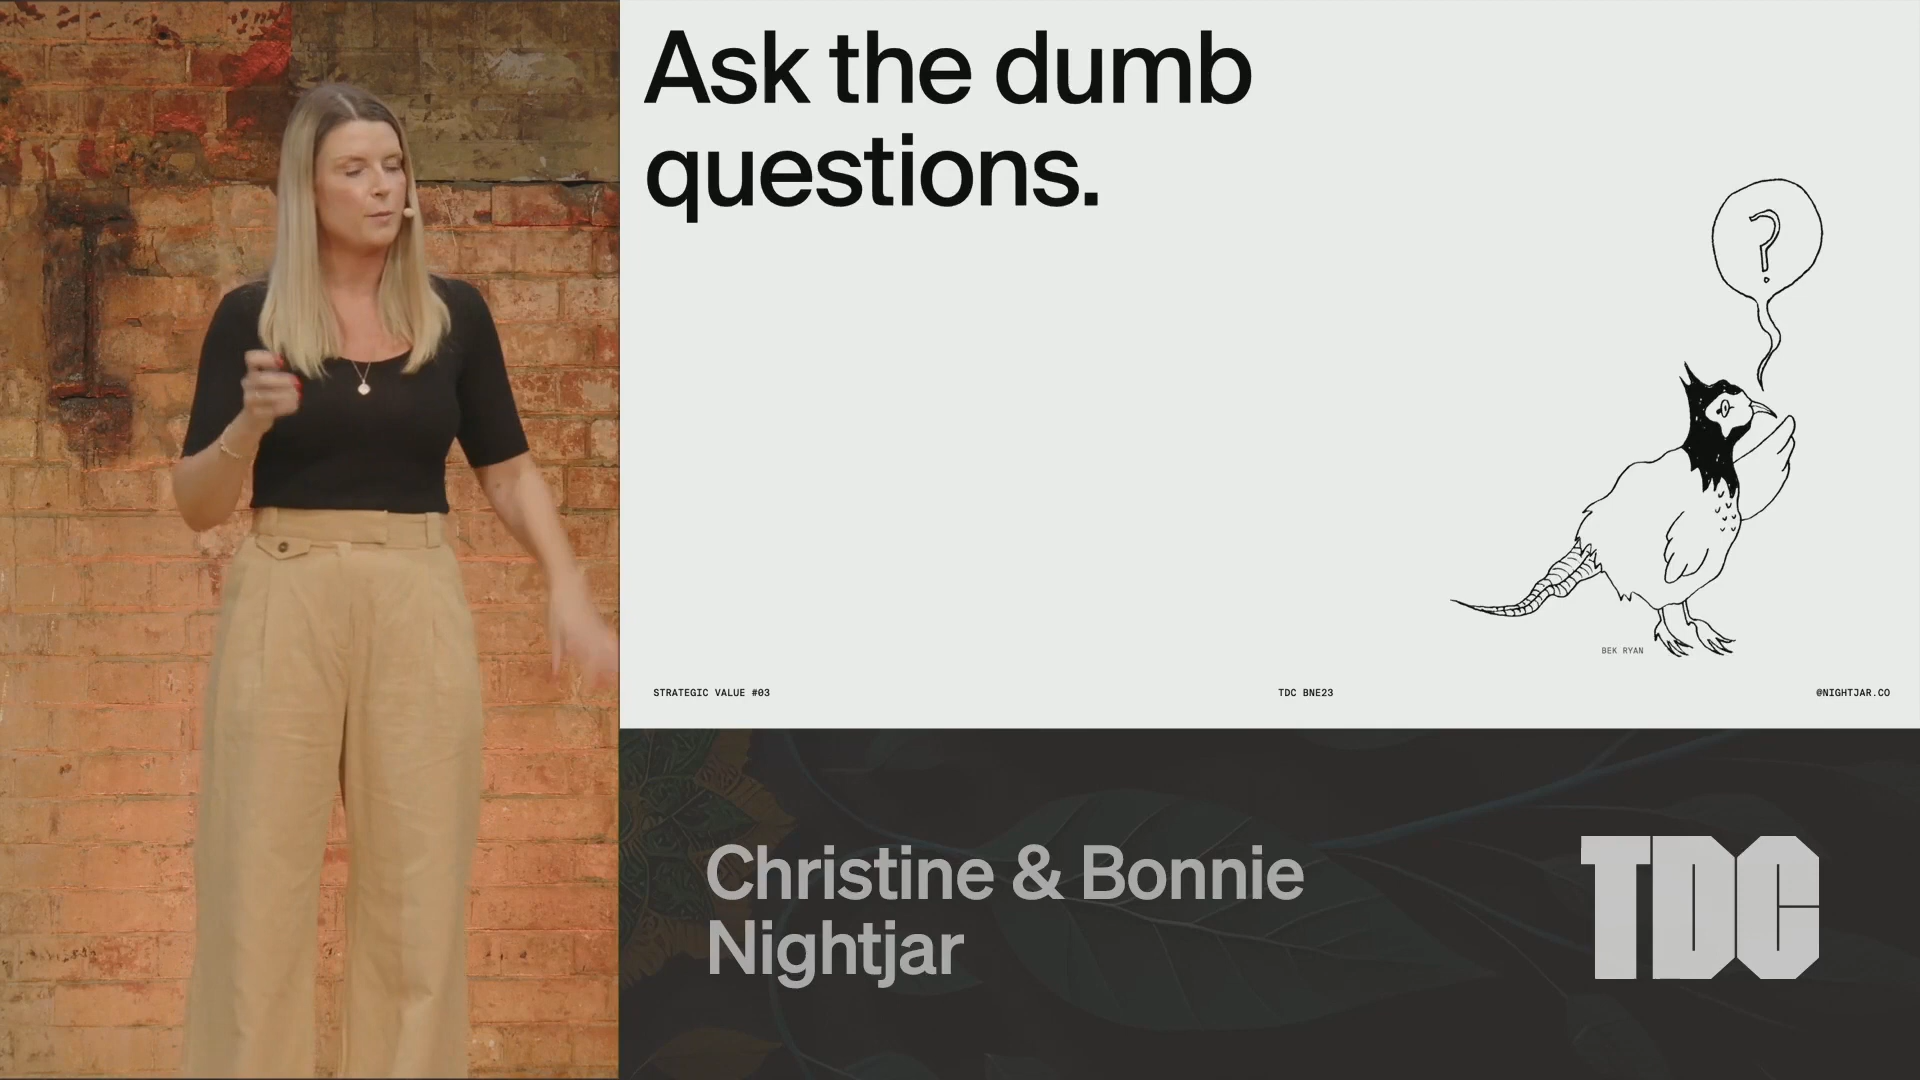 Ask the dumb
questions.
?
BEK RYAN
STRATEGIC VALUE #03
TDC BNE23
@NIGHTJAR.CO
Christine & Bonnie
Nightjar
TDC